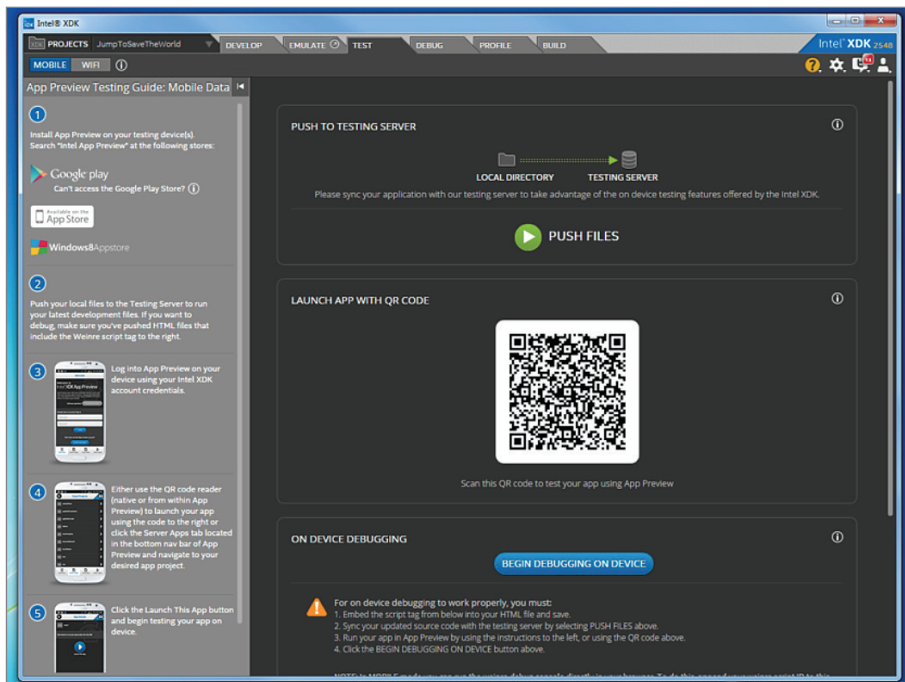 Intel® XDK
PROJECTS JumpToSaveTheWorld
DEVELOP
EMULATE
TEST
DEBUG
PROFILE
BUILD
Intel® XDK 2548
MOBILE WIFI
App Preview Testing Guide: Mobile Data
1
Install App Preview on your testing device(s).
Search "Intel App Preview" at the following stores:
Google play
Can't access the Google Play Store?
Available on the
App Store
Windows8Appstore
2
Push your local files to the Testing Server to run
your latest development files. If you want to
debug, make sure you've pushed HTML files that
include the Weinre script tag to the right.
3
Log into App Preview on your
device using your Intel XDK
account credentials.
4
Either use the QR code reader
(native or from within App
Preview) to launch your app
using the code to the right or
click the Server Apps tab located
in the bottom nav bar of App
Preview and navigate to your
desired app project.
5
Click the Launch This App button
and begin testing your app on
device.
PUSH TO TESTING SERVER
LOCAL DIRECTORY
TESTING SERVER
Please sync your application with our testing server to take advantage of the on device testing features offered by the Intel XDK.
PUSH FILES
LAUNCH APP WITH QR CODE
Scan this QR code to test your app using App Preview
ON DEVICE DEBUGGING
BEGIN DEBUGGING ON DEVICE
For on device debugging to work properly, you must:
1. Embed the script tag from below into your HTML file and save.
2. Sync your updated source code with the testing server by selecting PUSH FILES above.
3. Run your app in App Preview by using the instructions to the left, or using the QR code above.
4. Click the BEGIN DEBUGGING ON DEVICE button above.